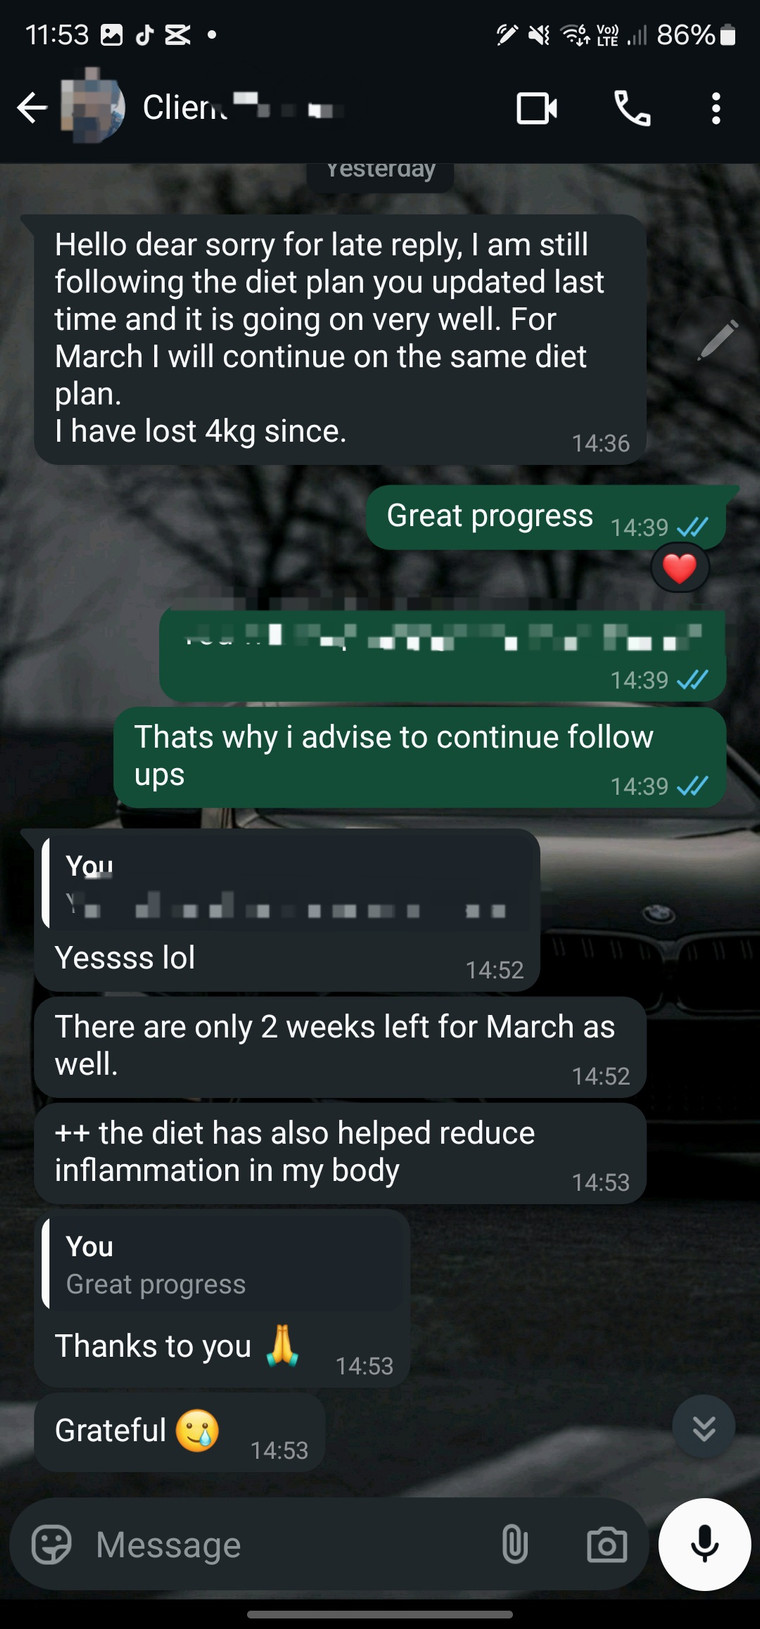 11:53
Vo))
LTE
86%
Client
Yesterday
Hello dear sorry for late reply, I am still
following the diet plan you updated last
time and it is going on very well. For
March I will continue on the same diet
plan.
I have lost 4kg since.
14:36
Great progress
14:39
14:39
Thats why i advise to continue follow
ups
14:39
You
Yessss lol
14:52
There are only 2 weeks left for March as
well.
14:52
++ the diet has also helped reduce
inflammation in my body
14:53
You
Great progress
Thanks to you 🙏
14:53
Grateful 🥲
14:53
Message